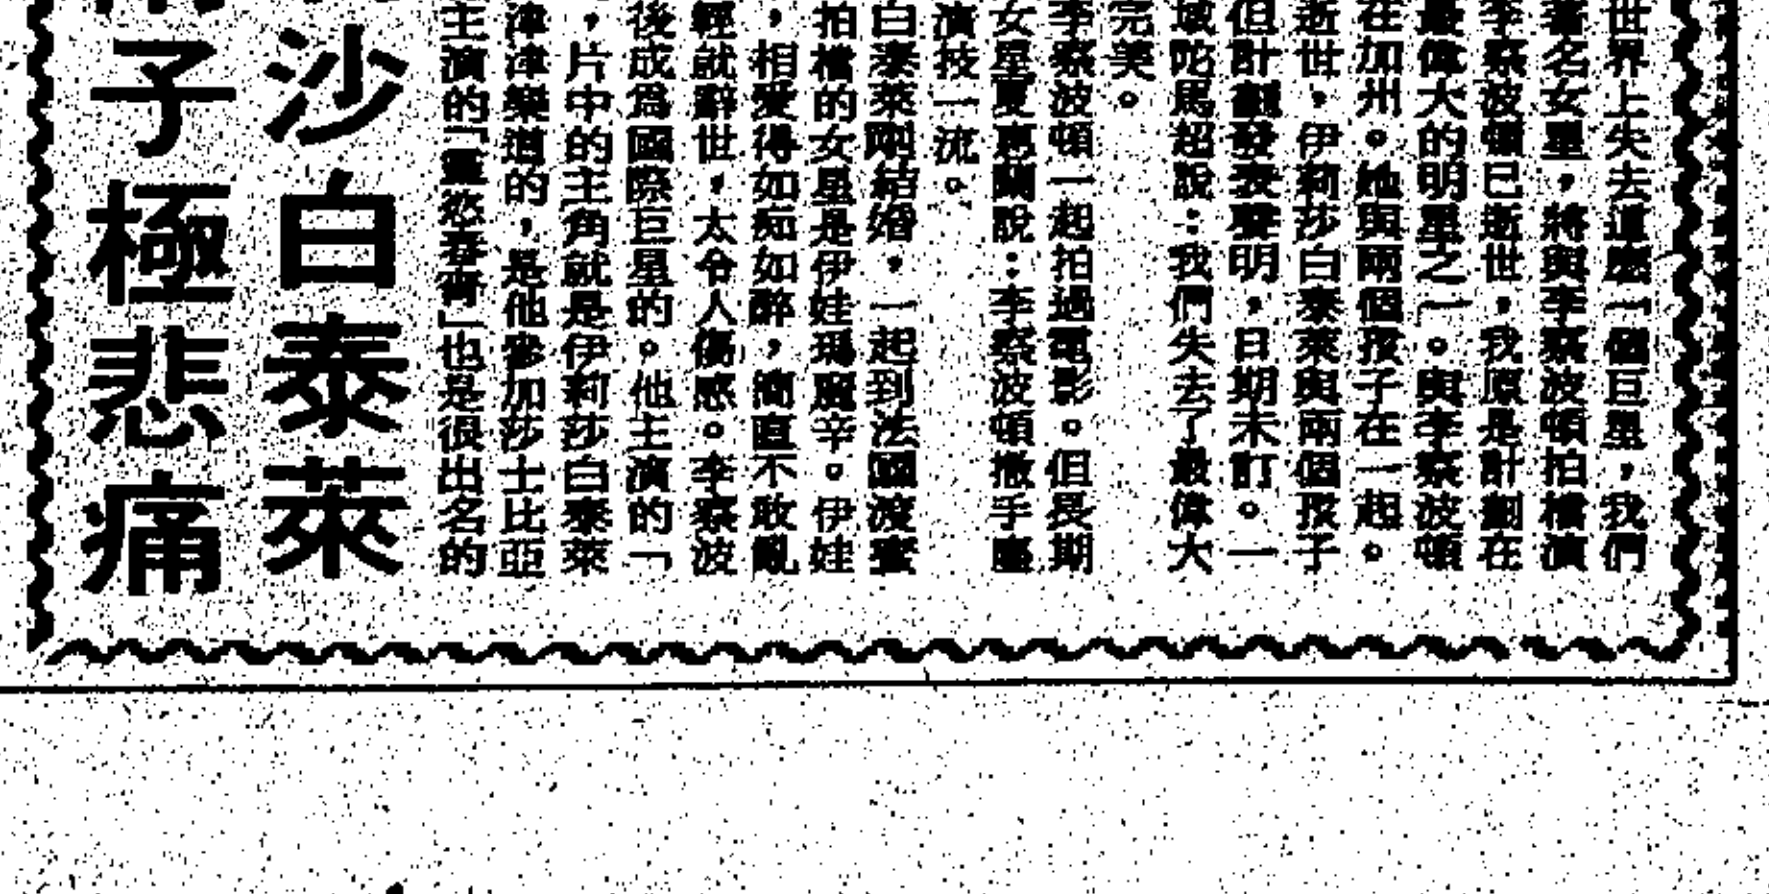 世界上失去這麼一個巨星，我們
著名女星，將與李察波頓拍檔演
李察波頓已逝世，我原是計劃在
最偉大的明星之一。與李察波頓
在加州。她與兩個孩子在一起。
逝世，伊莉莎白泰萊與兩個孩子
但計劃發表聲明，日期未訂。一
域陀馬超說：我們失去了最偉大
完美。
李察波頓一起拍過電影。但長期
女星夏惠蘭說：李察波頓撒手塵
演技一流。
白泰萊剛結婚，一起到法國渡蜜
拍檔的女星是伊娃瑪麗辛。伊娃
，相愛得如痴如醉，簡直不敢亂
輕就辭世，太令人傷感。李察波
後成爲國際巨星的。他主演的「
，片中的主角就是伊莉莎白泰萊
津津樂道的，是他參加莎士比亞
主演的「靈慾春宵」也是很出名的
沙白泰萊
子極悲痛